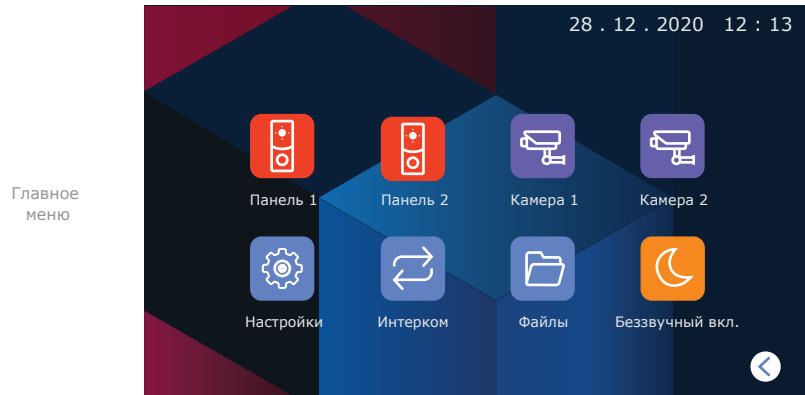 28 . 12 . 2020 12 : 13
Панель 1 Панель 2 Камера 1 Камера 2
Главное
меню
Настройки Интерком Файлы Беззвучный вкл.